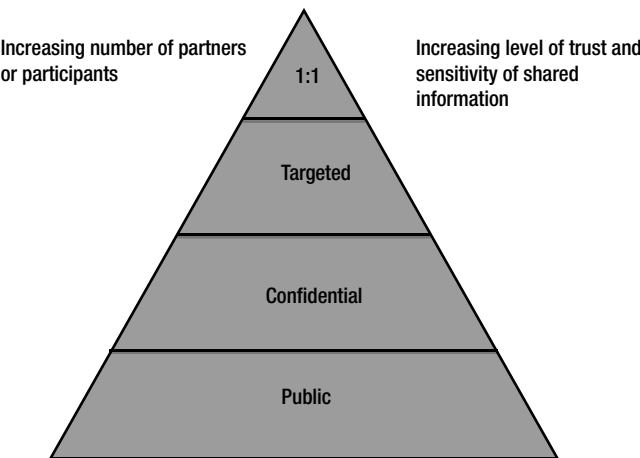 Increasing number of partners
or participants
Increasing level of trust and
sensitivity of shared
information
1:1
Targeted
Confidential
Public